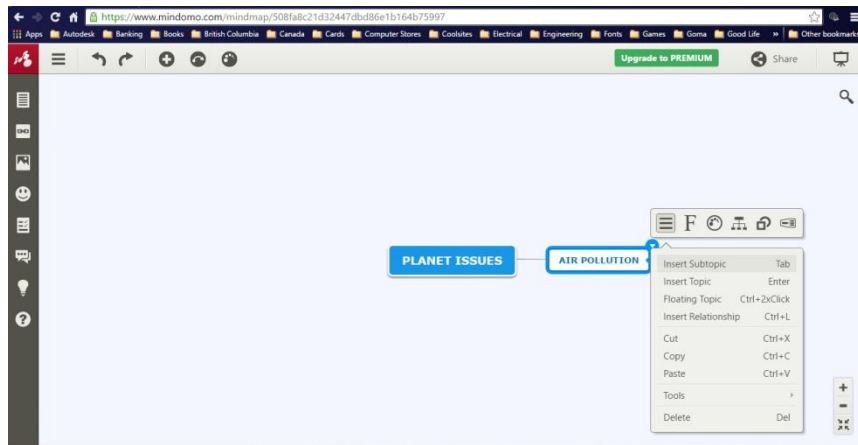 https://www.mindomo.com/mindmap/508fa8c21d32447dbd86e1b164b75997
Apps Autodesk Banking Books British Columbia Canada Cards Computer Stores Coolsites Electrical Engineering Fonts Games Goma Good Life » Other bookmarks
Upgrade to PREMIUM Share
F
PLANET ISSUES AIR POLLUTION
Insert Subtopic Tab
Insert Topic Enter
Floating Topic Ctrl+2xClick
Insert Relationship Ctrl+L
Cut Ctrl+X
Copy Ctrl+C
Paste Ctrl+V
Tools
Delete Del